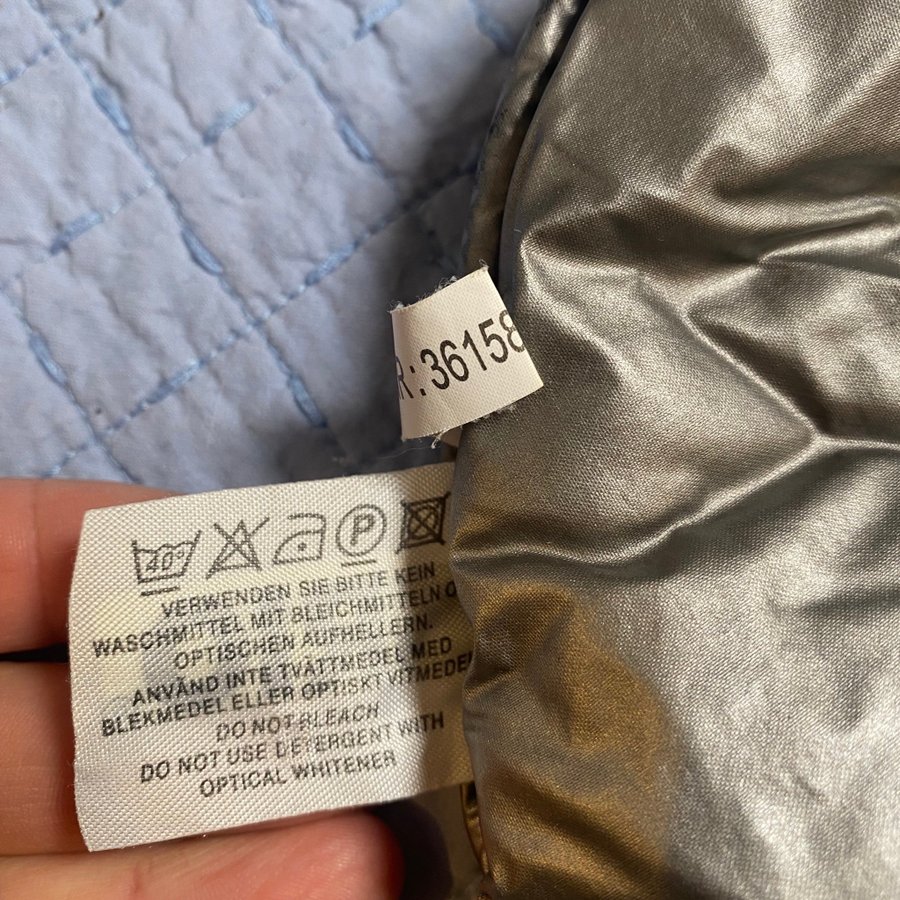 R: 36158
40°
P
VERWENDEN SIE BITTE KEIN
WASCHMITTEL MIT BLEICHMITTELN O
OPTISCHEN AUFHELLERN.
ANVÄND INTE TVÄTTMEDEL MED
BLEKMEDEL ELLER OPTISKT VITMEDEL
DO NOT BLEACH
DO NOT USE DETERGENT WITH
OPTICAL WHITENER